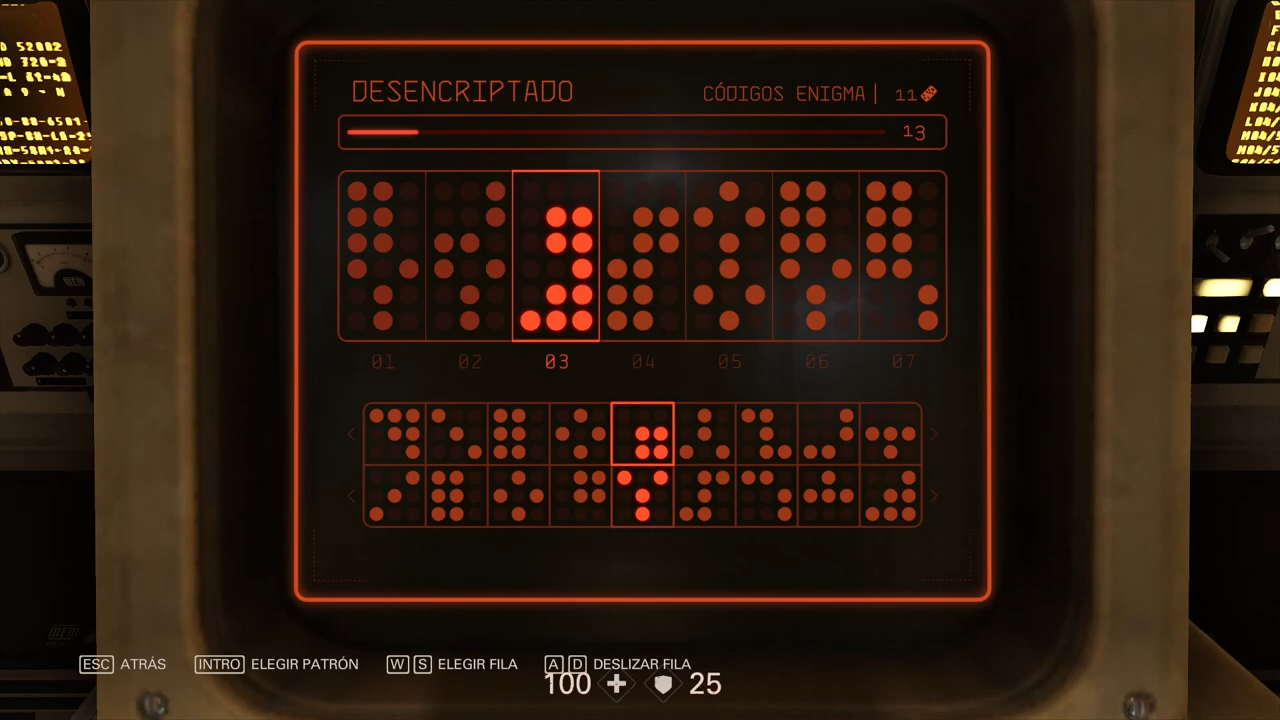 DESENCRIPTADO
CÓDIGOS ENIGMA| 11
13
01 02 03 04 05 06 07
ESC ATRÁS INTRO ELEGIR PATRÓN W S ELEGIR FILA A D DESLIZAR FILA
100 25